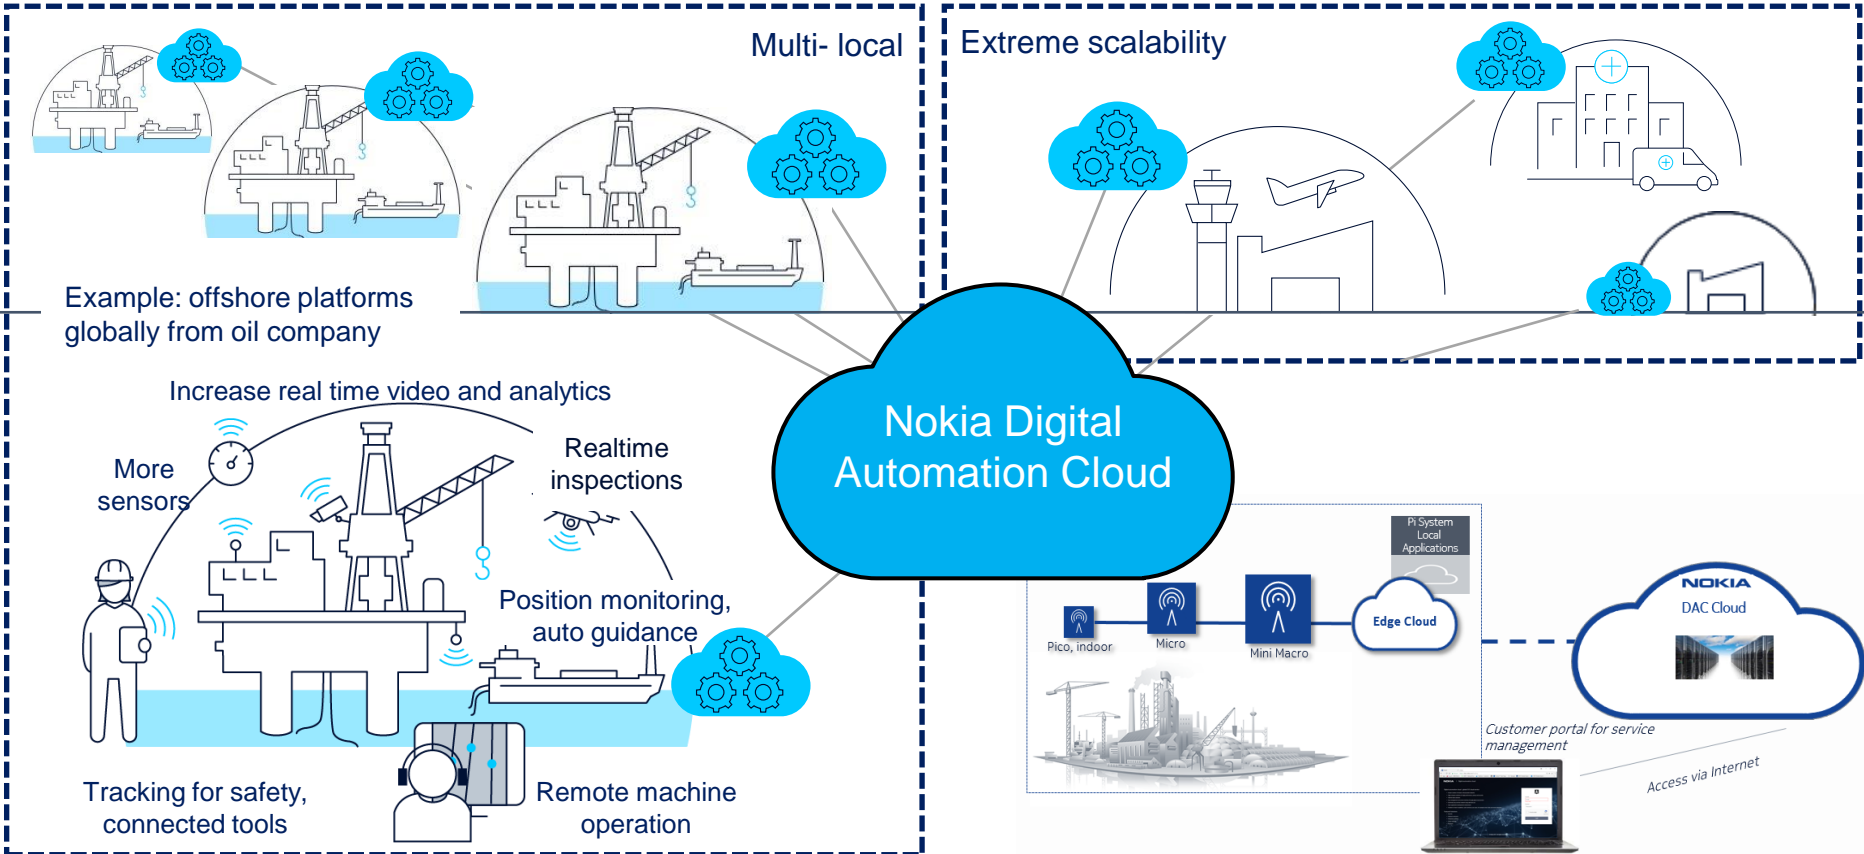 Multi- local
Extreme scalability
Example: offshore platforms
globally from oil company
Increase real time video and analytics
More
sensors
Realtime
inspections
Position monitoring,
auto guidance
Tracking for safety,
connected tools
Remote machine
operation
Nokia Digital
Automation Cloud
Pi System
Local
Applications
Pico, indoor
Micro
Mini Macro
Edge Cloud
NOKIA
DAC Cloud
Customer portal for service
management
Access via Internet